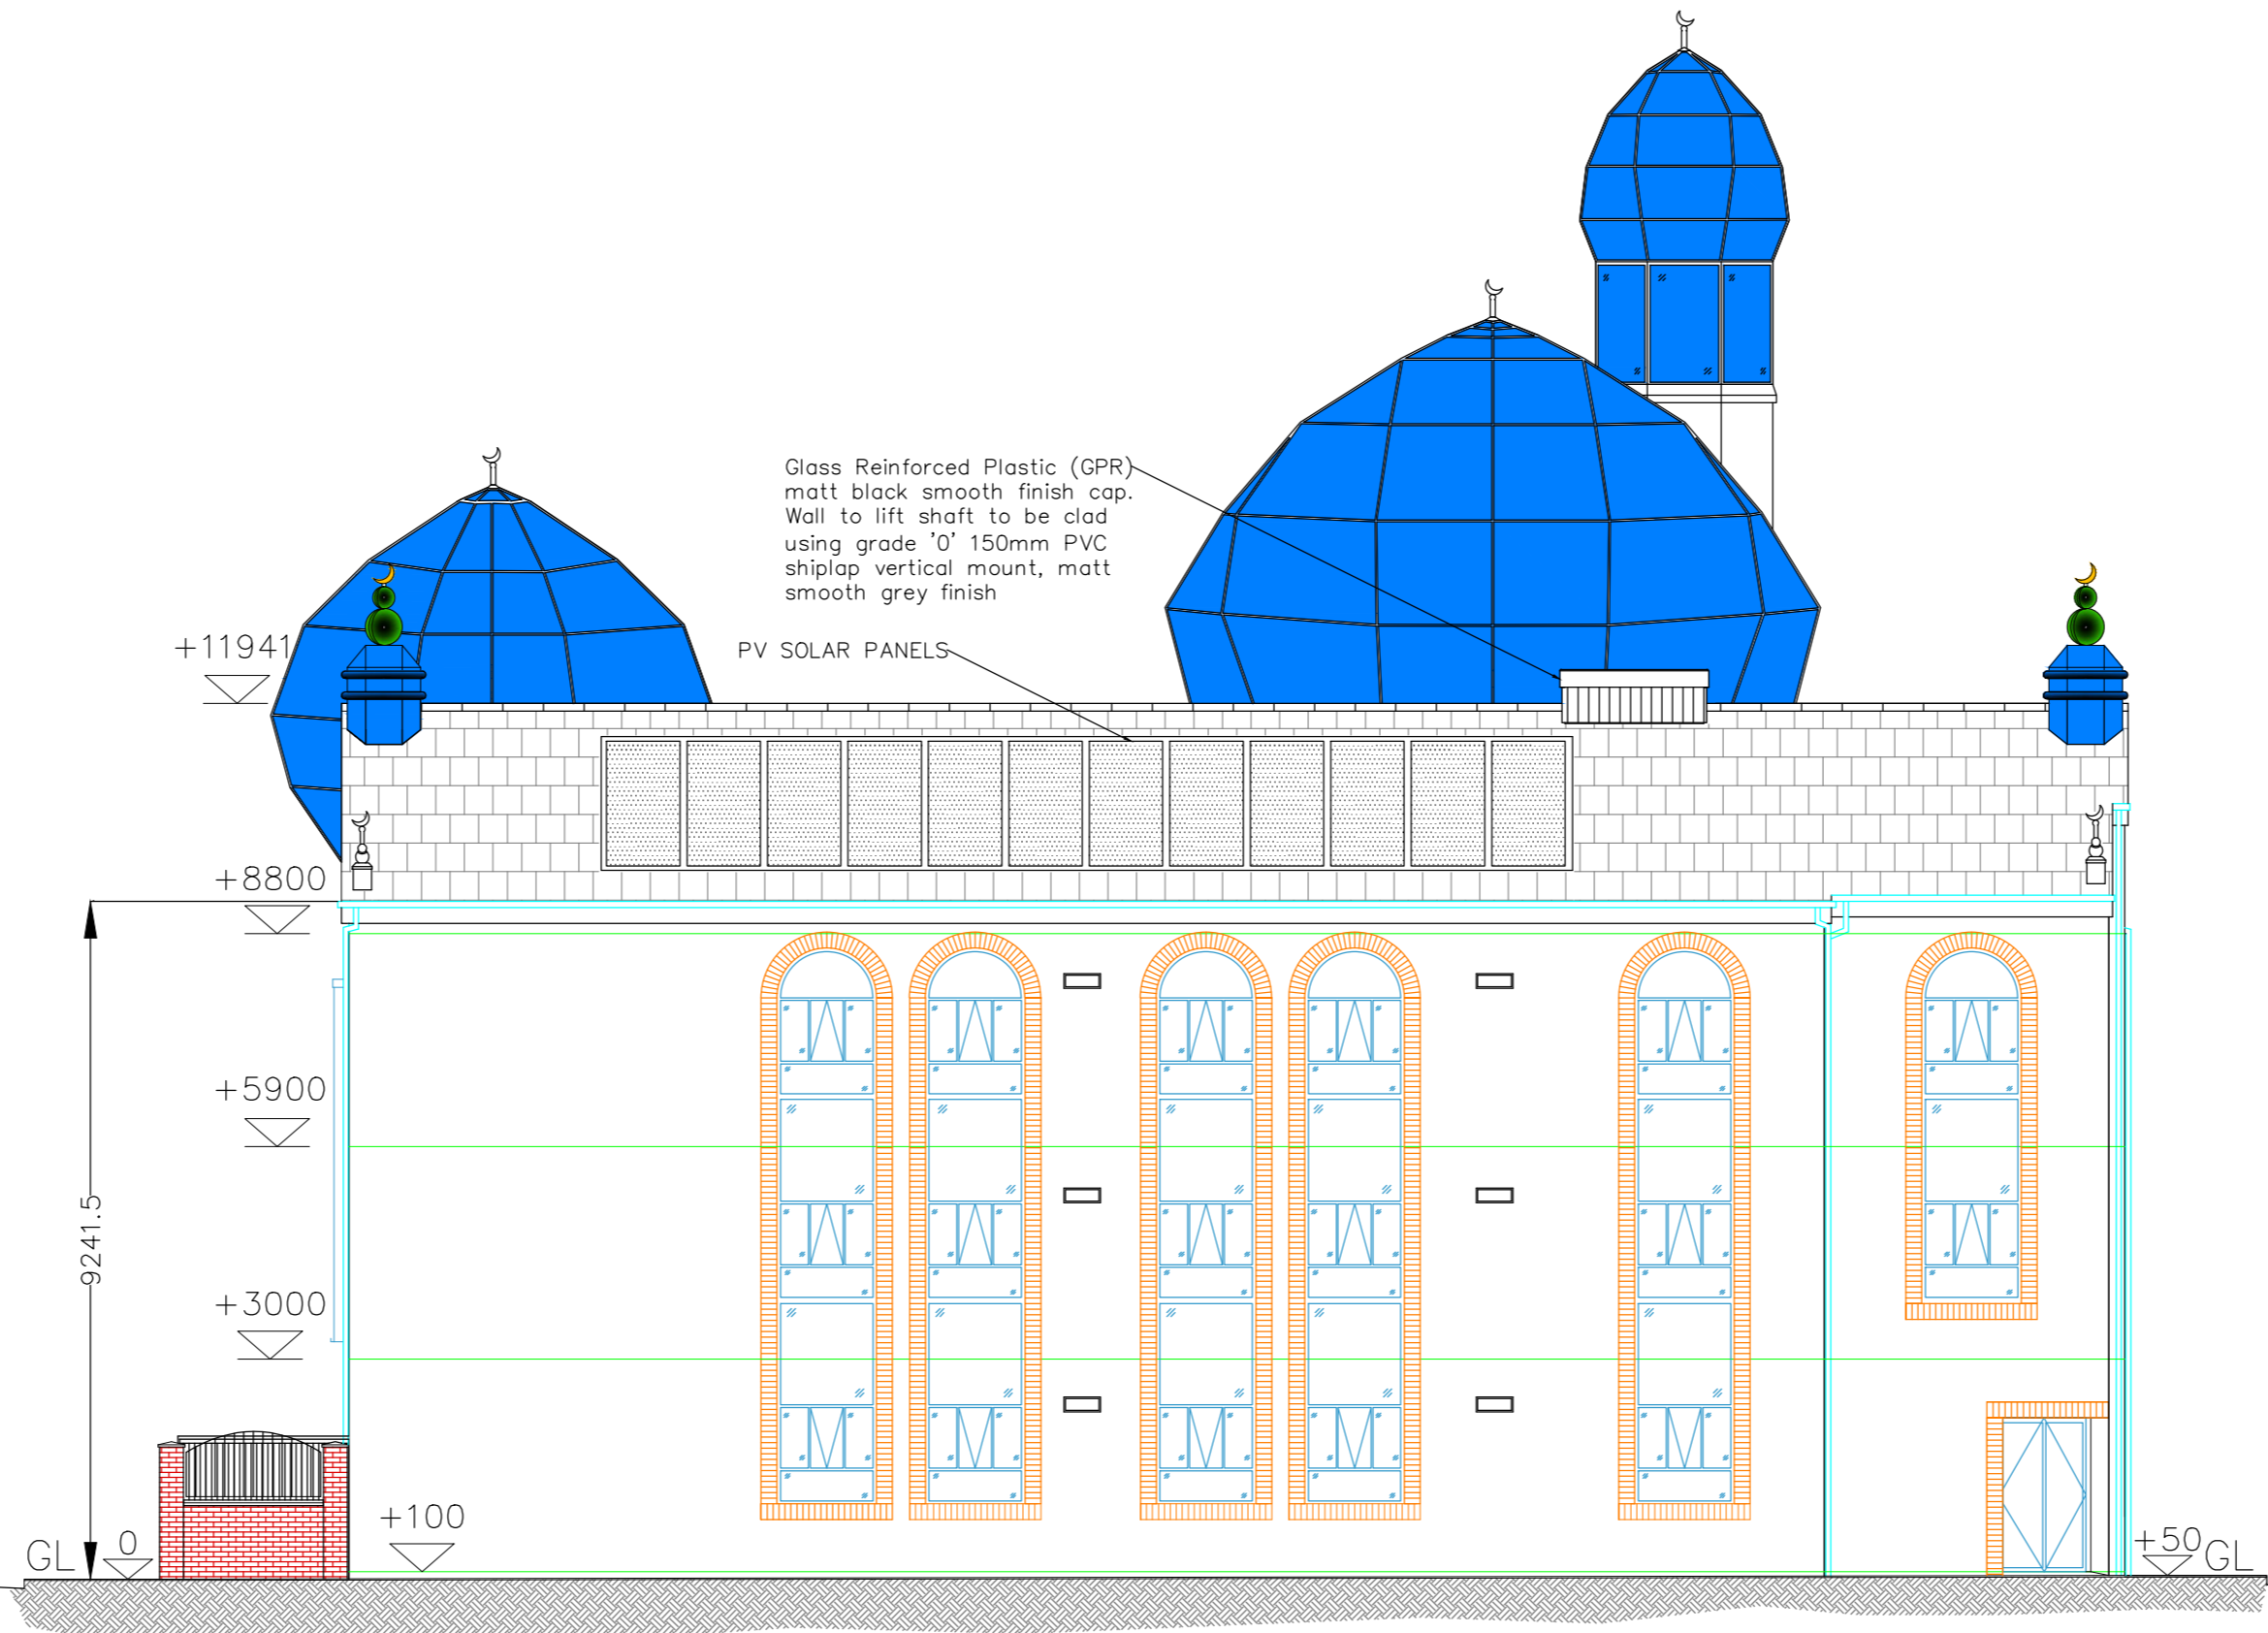 Glass Reinforced Plastic (GPR)
matt black smooth finish cap.
Wall to lift shaft to be clad
using grade '0' 150mm PVC
shiplap vertical mount, matt
smooth grey finish
+11941
PV SOLAR PANELS
+8800
+5900
9241.5
+3000
+100
GL
0
+50
GL